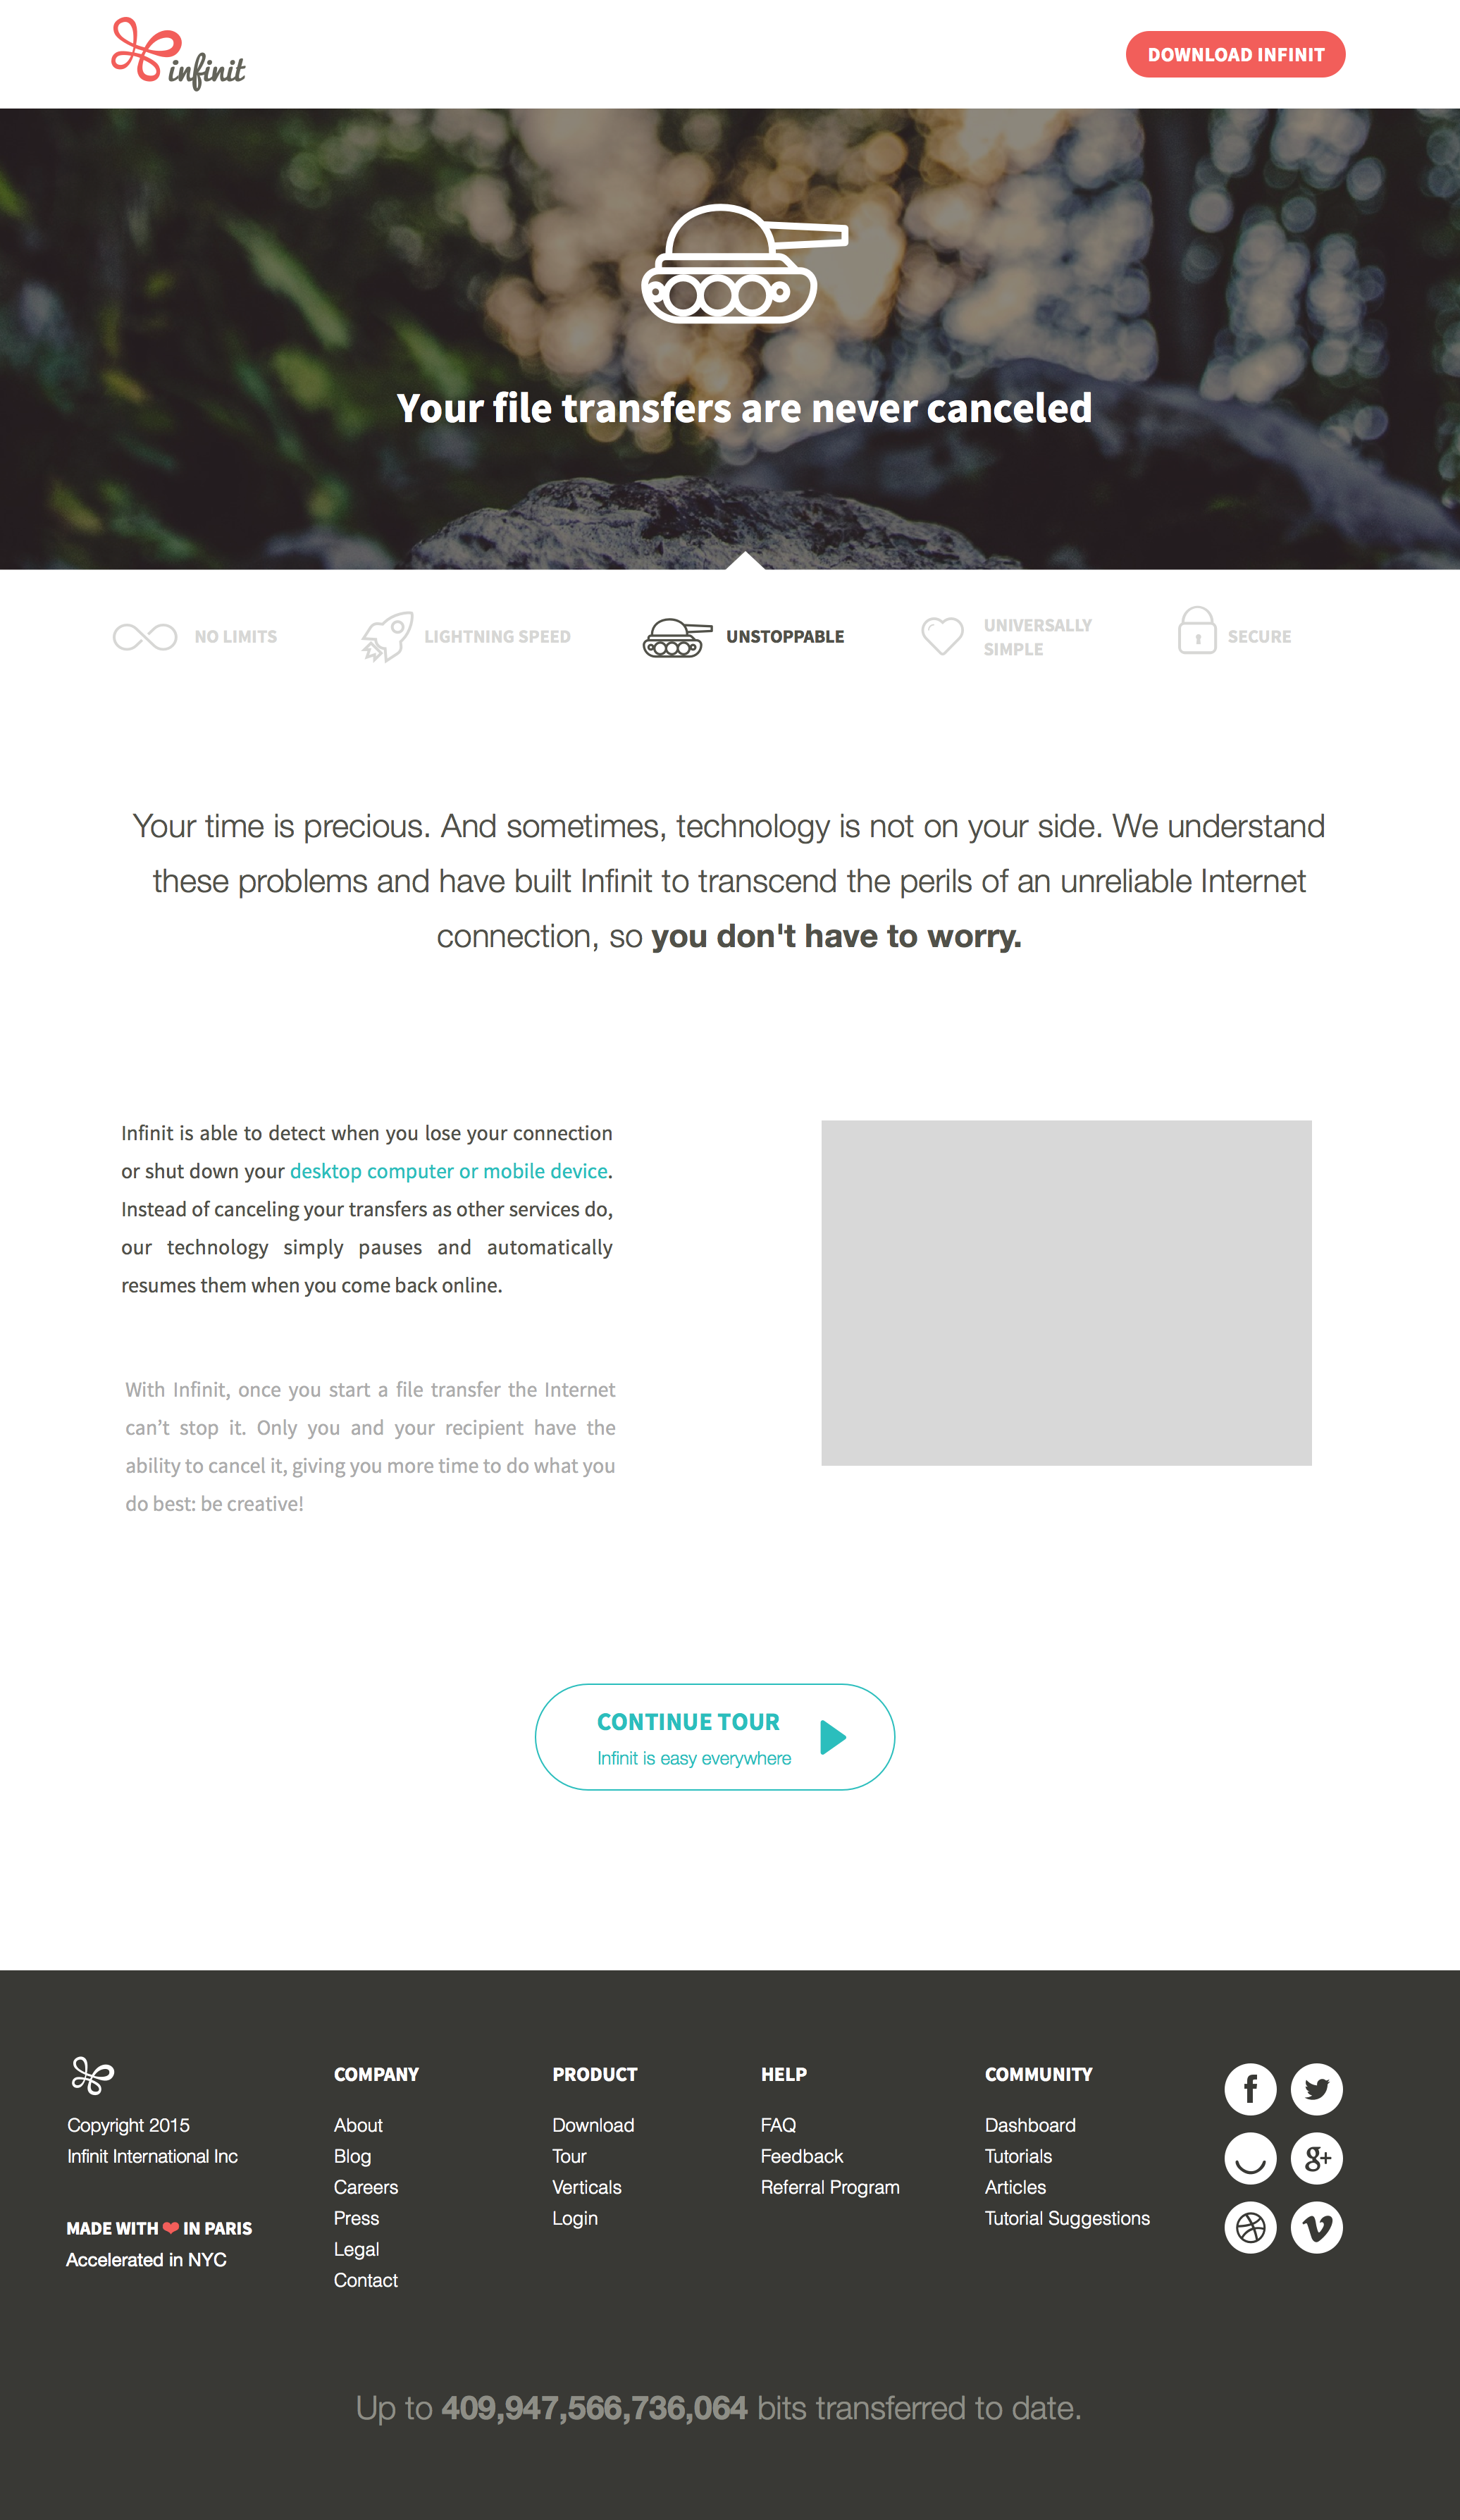 infinit
DOWNLOAD INFINIT
Your file transfers are never canceled
NO LIMITS
LIGHTNING SPEED
UNSTOPPABLE
UNIVERSALLY
SIMPLE
SECURE
Your time is precious. And sometimes, technology is not on your side. We understand
these problems and have built Infinit to transcend the perils of an unreliable Internet
connection, so you don't have to worry.
Infinit is able to detect when you lose your connection
or shut down your desktop computer or mobile device.
Instead of canceling your transfers as other services do,
our technology simply pauses and automatically
resumes them when you come back online.
With Infinit, once you start a file transfer the Internet
can’t stop it. Only you and your recipient have the
ability to cancel it, giving you more time to do what you
do best: be creative!
CONTINUE TOUR
Infinit is easy everywhere
Copyright 2015
Infinit International Inc
MADE WITH ❤ IN PARIS
Accelerated in NYC
COMPANY
About
Blog
Careers
Press
Legal
Contact
PRODUCT
Download
Tour
Verticals
Login
HELP
FAQ
Feedback
Referral Program
COMMUNITY
Dashboard
Tutorials
Articles
Tutorial Suggestions
Up to 409,947,566,736,064 bits transferred to date.